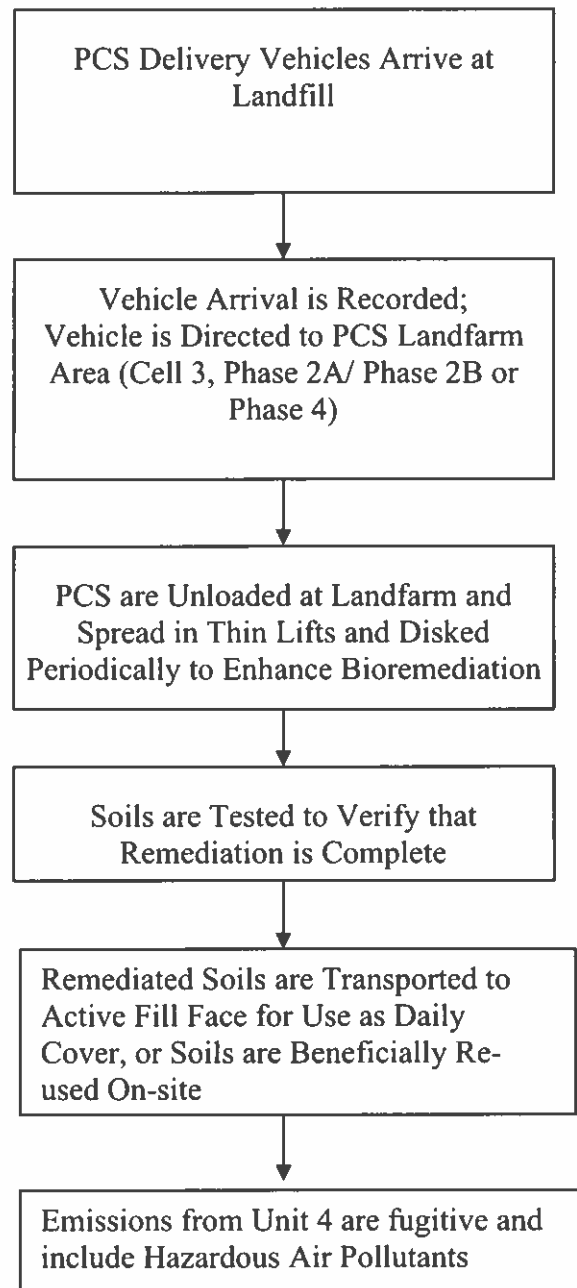 PCS Delivery Vehicles Arrive at
Landfill
Vehicle Arrival is Recorded;
Vehicle is Directed to PCS Landfarm
Area (Cell 3, Phase 2A/ Phase 2B or
Phase 4)
PCS are Unloaded at Landfarm and
Spread in Thin Lifts and Disked
Periodically to Enhance Bioremediation
Soils are Tested to Verify that
Remediation is Complete
Remediated Soils are Transported to
Active Fill Face for Use as Daily
Cover, or Soils are Beneficially Re-
used On-site
Emissions from Unit 4 are fugitive and
include Hazardous Air Pollutants